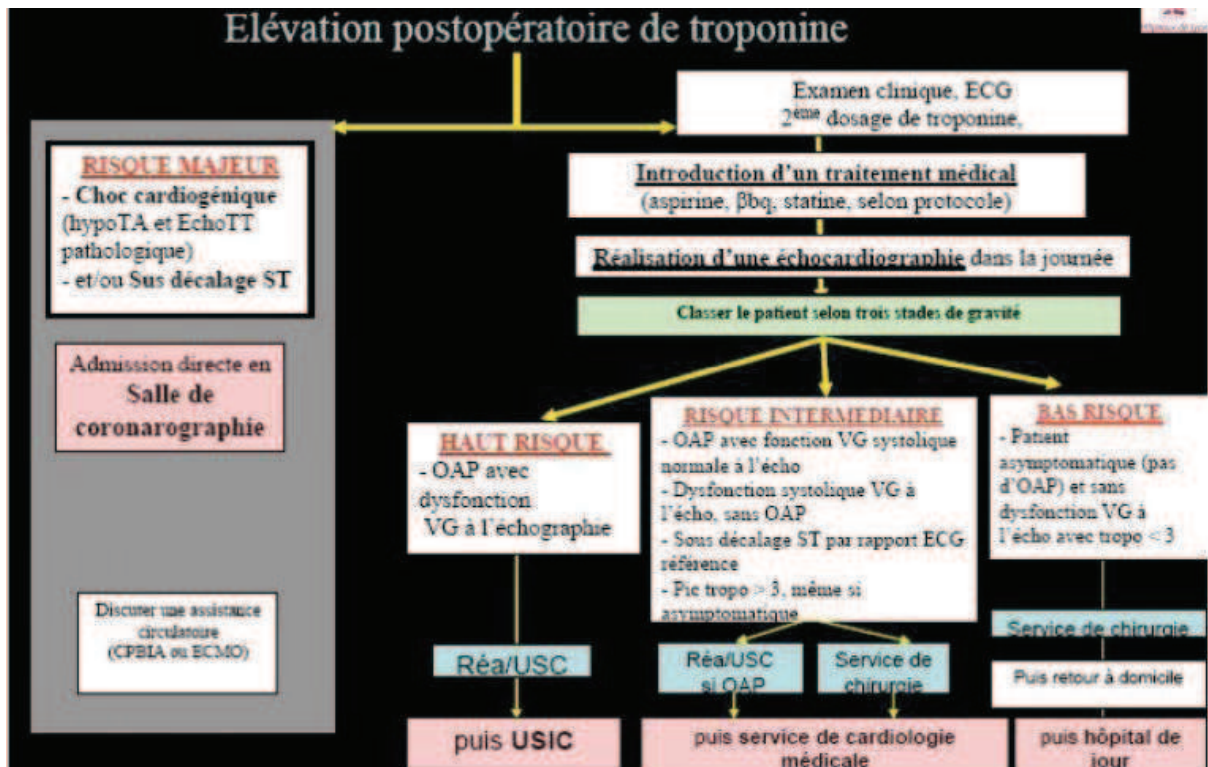 Elévation postopératoire de troponine
Examen clinique, ECG
2ème dosage de troponine,
RISQUE MAJEUR
- Choc cardiogénique
(hypoTA et EchoTT
pathologique)
- et/ou Sus décalage ST
Admission directe en
Salle de
coronarographie
Discuter une assistance
circulatoire
(CPBIA ou ECMO)
Introduction d'un traitement médical
(aspirine, βbq, statine, selon protocole)
Réalisation d'une échocardiographie dans la journée
Classer le patient selon trois stades de gravité
HAUT RISQUE
- OAP avec
dysfonction
VG à l'échographie
Réa/USC
puis USIC
RISQUE INTERMEDIAIRE
- OAP avec fonction VG systolique
normale à l'écho
- Dysfonction systolique VG à
l'écho, sans OAP
- Sous décalage ST par rapport ECG
référence
- Pic tropo > 3, même si
asymptomatique
Réa/USC
si OAP
Service de
chirurgie
puis service de cardiologie
médicale
BAS RISQUE
- Patient
asymptomatique (pas
d'OAP) et sans
dysfonction VG à
l'écho avec tropo < 3
Service de chirurgie
Puis retour à domicile
puis hôpital de
jour